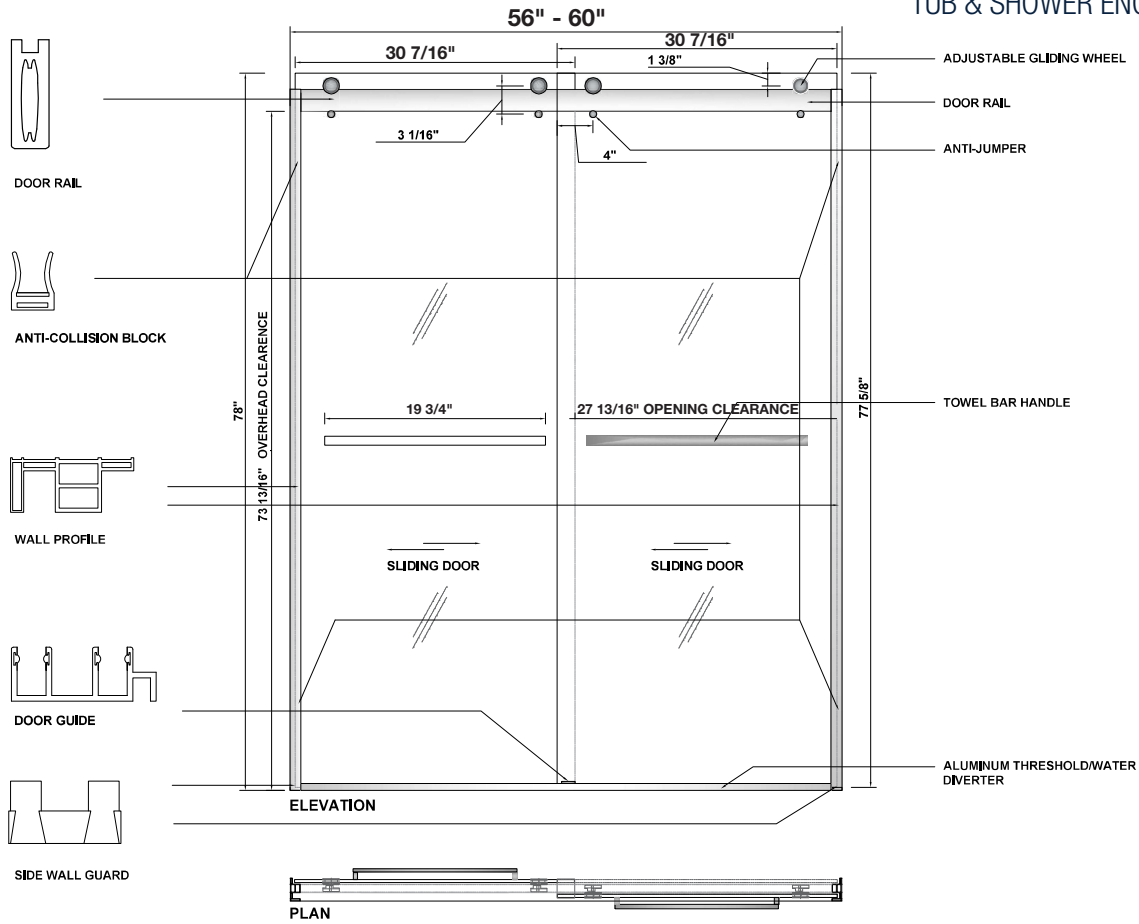 TUB & SHOWER ENC
56" - 60"
30 7/16"
30 7/16"
1 3/8"
ADJUSTABLE GLIDING WHEEL
DOOR RAIL
3 1/16"
4"
ANTI-JUMPER
DOOR RAIL
ANTI-COLLISION BLOCK
78"
73 13/16" OVERHEAD CLEARENCE
19 3/4"
27 13/16" OPENING CLEARANCE
77 5/8"
TOWEL BAR HANDLE
WALL PROFILE
SLIDING DOOR
SLIDING DOOR
DOOR GUIDE
ALUMINUM THRESHOLD/WATER
DIVERTER
ELEVATION
SIDE WALL GUARD
PLAN